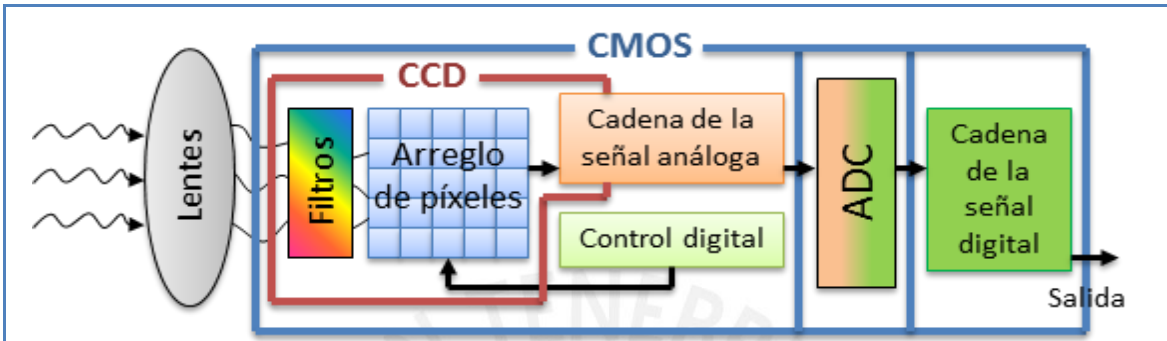 CMOS
CCD
Lentes
Filtros
Arreglo
de píxeles
Cadena de la
señal análoga
Control digital
ADC
Cadena
de la
señal
digital
Salida
TENEBR